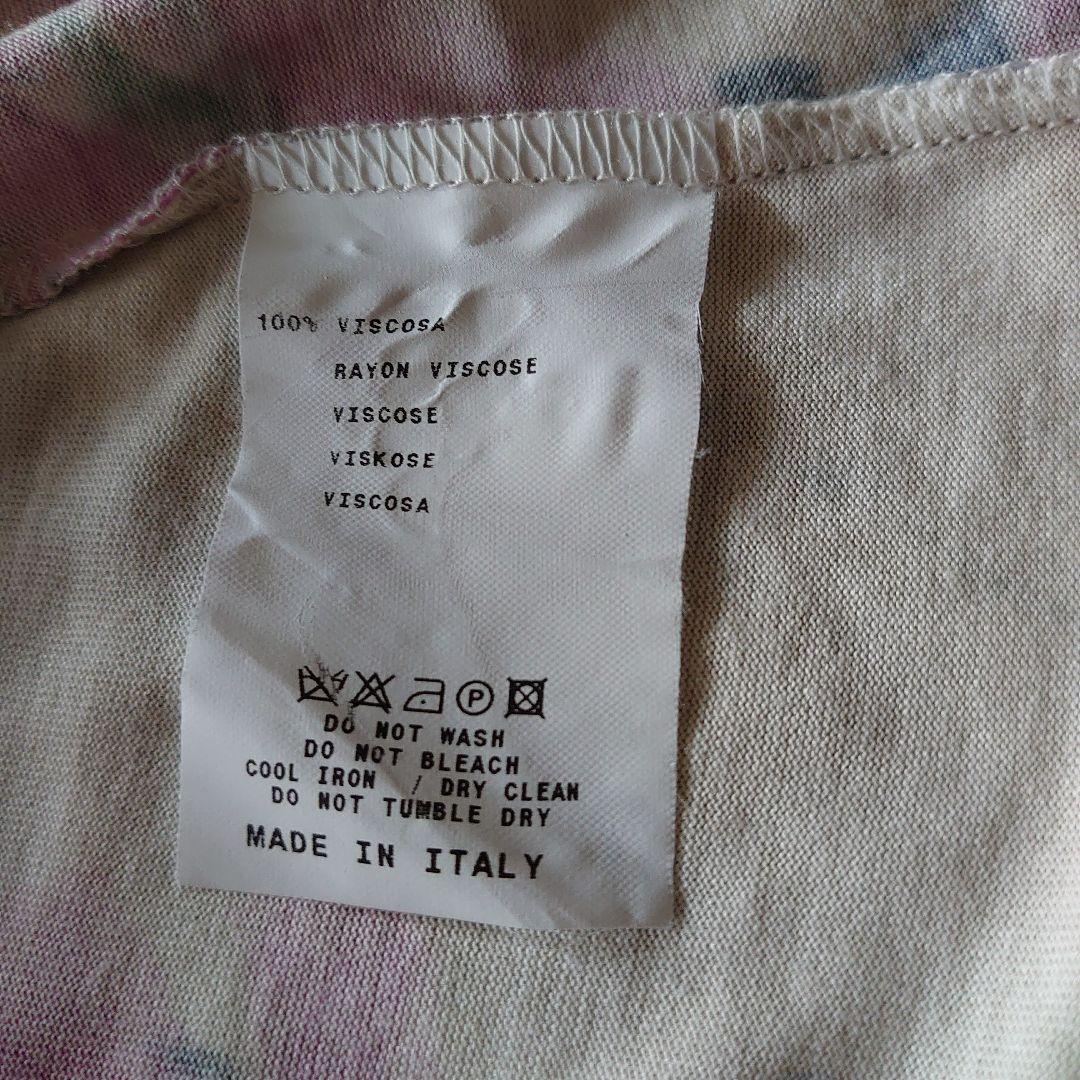 100% VISCOSA
RAYON VISCOSE
VISCOSE
VISKOSE
VISCOSA
P
DO NOT WASH
DO NOT BLEACH
COOL IRON / DRY CLEAN
DO NOT TUMBLE DRY
MADE IN ITALY